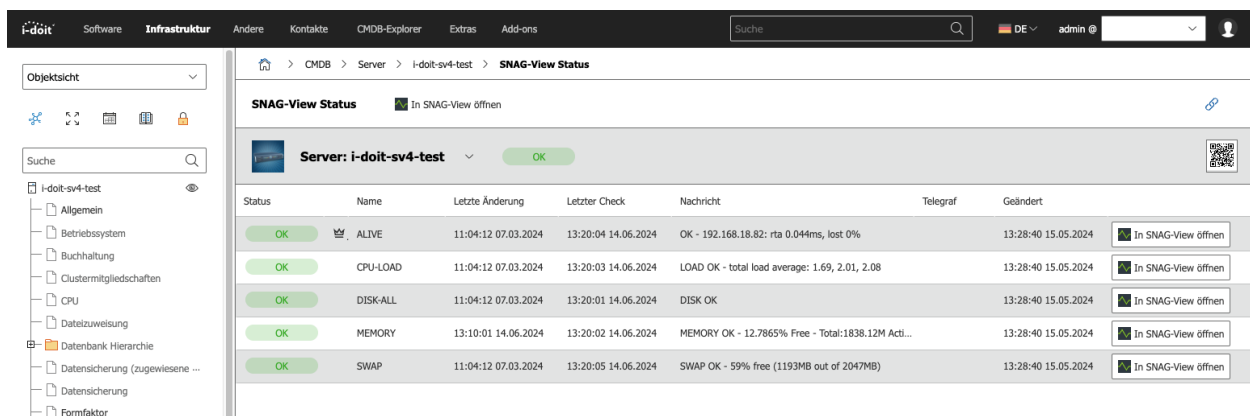 i-doit Software Infrastruktur Andere Kontakte CMDB-Explorer Extras Add-ons Suche DE admin @
Objektsicht
> CMDB > Server > i-doit-sv4-test > SNAG-View Status
SNAG-View Status In SNAG-View öffnen
Server: i-doit-sv4-test OK
Suche
i-doit-sv4-test
Allgemein
Betriebssystem
Buchhaltung
Clustermitgliedschaften
CPU
Dateizuweisung
Datenbank Hierarchie
Datensicherung (zugewiesene ...
Datensicherung
Formfaktor
Status Name Letzte Änderung Letzter Check Nachricht Telegraf Geändert
OK ALIVE 11:04:12 07.03.2024 13:20:04 14.06.2024 OK - 192.168.18.82: rta 0.044ms, lost 0% 13:28:40 15.05.2024 In SNAG-View öffnen
OK CPU-LOAD 11:04:12 07.03.2024 13:20:03 14.06.2024 LOAD OK - total load average: 1.69, 2.01, 2.08 13:28:40 15.05.2024 In SNAG-View öffnen
OK DISK-ALL 11:04:12 07.03.2024 13:20:01 14.06.2024 DISK OK 13:28:40 15.05.2024 In SNAG-View öffnen
OK MEMORY 13:10:01 14.06.2024 13:20:02 14.06.2024 MEMORY OK - 12.7865% Free - Total:1838.12M Acti... 13:28:40 15.05.2024 In SNAG-View öffnen
OK SWAP 11:04:12 07.03.2024 13:20:05 14.06.2024 SWAP OK - 59% free (1193MB out of 2047MB) 13:28:40 15.05.2024 In SNAG-View öffnen